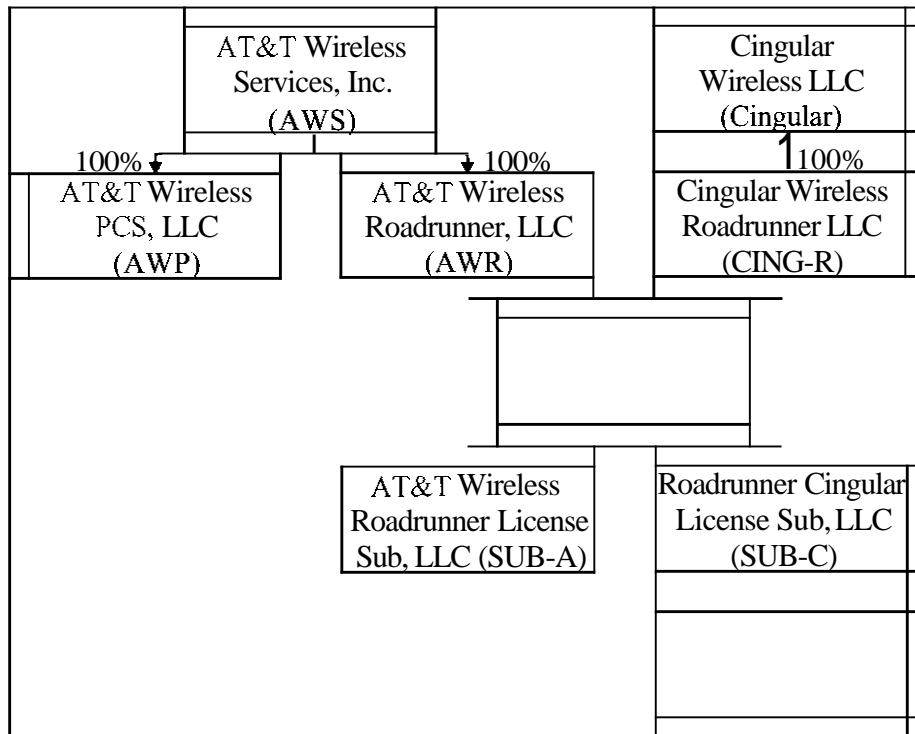 AT&T Wireless
Services, Inc.
(AWS)
Cingular
Wireless LLC
(Cingular)
100%
100%
100%
AT&T Wireless
PCS, LLC
(AWP)
AT&T Wireless
Roadrunner, LLC
(AWR)
Cingular Wireless
Roadrunner LLC
(CING-R)
AT&T Wireless
Roadrunner License
Sub, LLC (SUB-A)
Roadrunner Cingular
License Sub, LLC
(SUB-C)